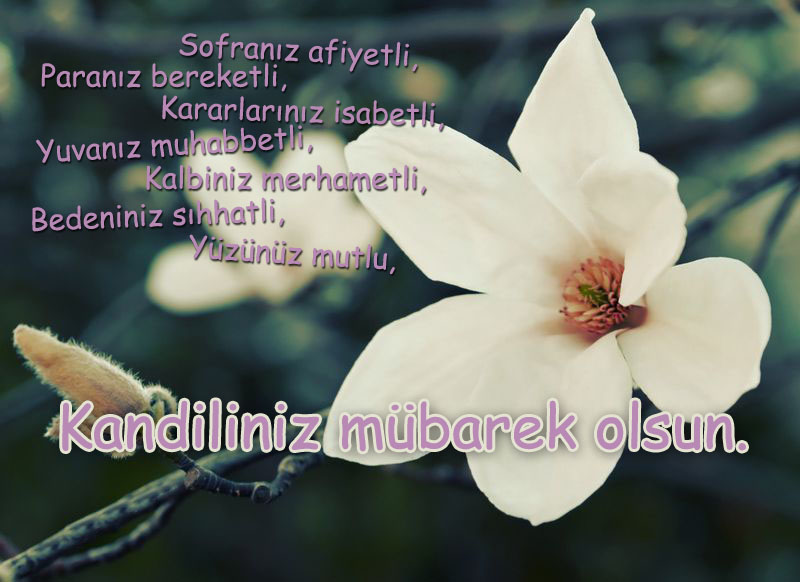 Sofranız afiyetli,
Paranız bereketli,
Kararlarınız isabetli,
Yuvanız muhabbetli,
Kalbiniz merhametli,
Bedeniniz sıhhatli,
Yüzünüz mutlu,
Kandiliniz mübarek olsun.